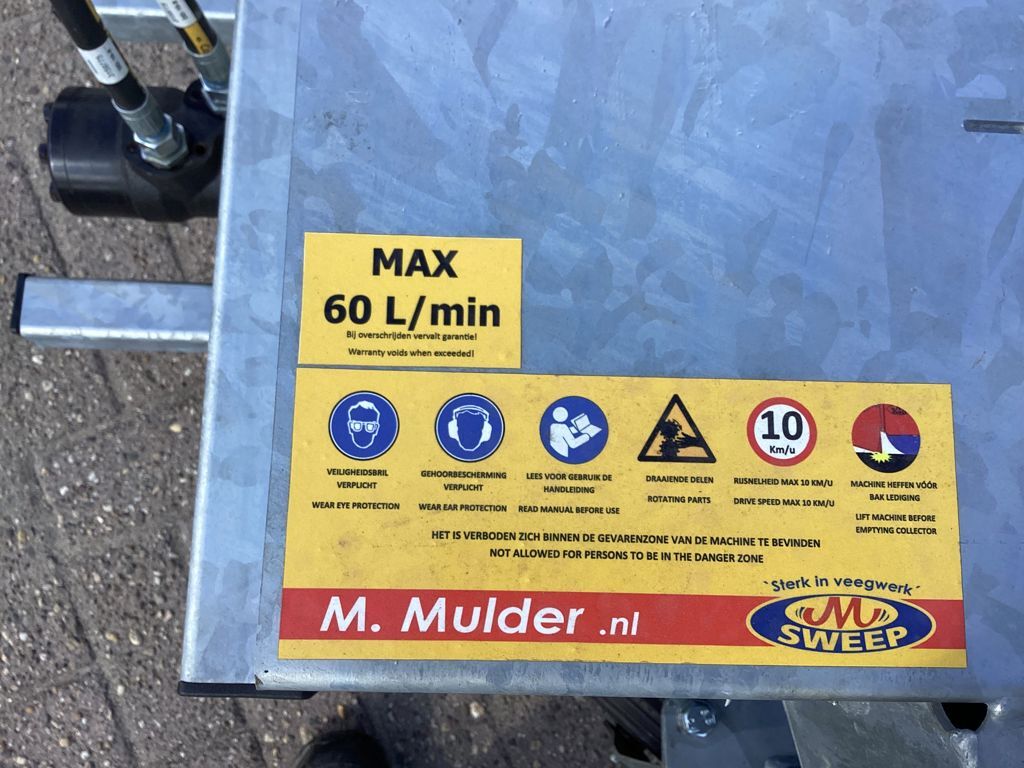 MAX
60 L/min
Bij overschrijden vervalt garantie!
Warranty voids when exceeded!
VEILIGHEIDSBRIL
VERPLICHT
WEAR EYE PROTECTION
GEHOORBESCHERMING
VERPLICHT
WEAR EAR PROTECTION
LEES VOOR GEBRUIK DE
HANDLEIDING
READ MANUAL BEFORE USE
DRAAIENDE DELEN
ROTATING PARTS
10
Km/u
RIJSNELHEID MAX 10 KM/U
DRIVE SPEED MAX 10 KM/U
MACHINE HEFFEN VÓÓR
BAK LEDIGING
LIFT MACHINE BEFORE
EMPTYING COLLECTOR
HET IS VERBODEN ZICH BINNEN DE GEVARENZONE VAN DE MACHINE TE BEVINDEN
NOT ALLOWED FOR PERSONS TO BE IN THE DANGER ZONE
M. Mulder .nl
´Sterk in veegwerk´
M
SWEEP